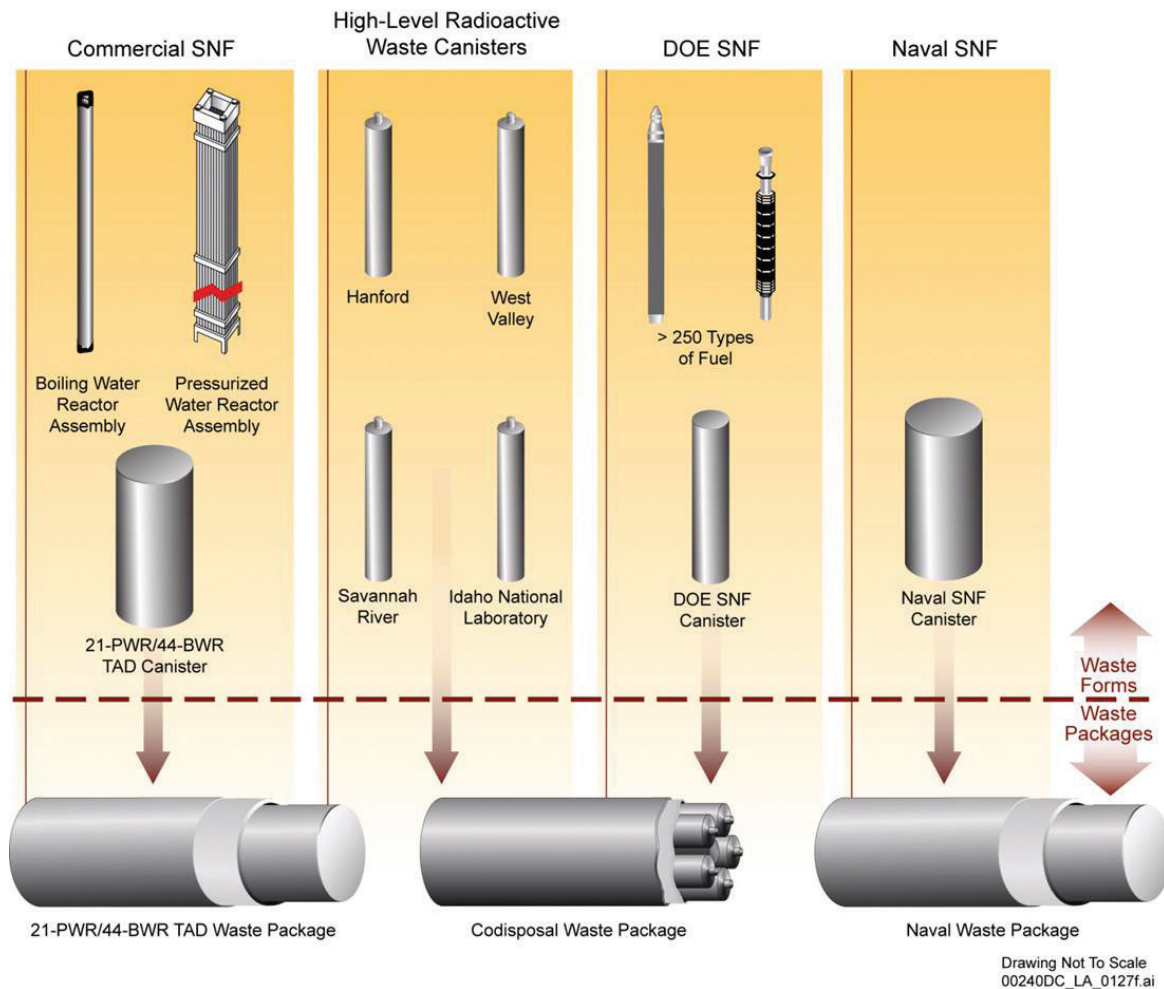 Commercial SNF
High-Level Radioactive
Waste Canisters
DOE SNF
Naval SNF
Boiling Water
Reactor
Assembly
Pressurized
Water Reactor
Assembly
Hanford
West
Valley
> 250 Types
of Fuel
21-PWR/44-BWR
TAD Canister
Savannah
River
Idaho National
Laboratory
DOE SNF
Canister
Naval SNF
Canister
Waste
Forms
Waste
Packages
21-PWR/44-BWR TAD Waste Package
Codisposal Waste Package
Naval Waste Package
Drawing Not To Scale
00240DC_LA_0127f.ai